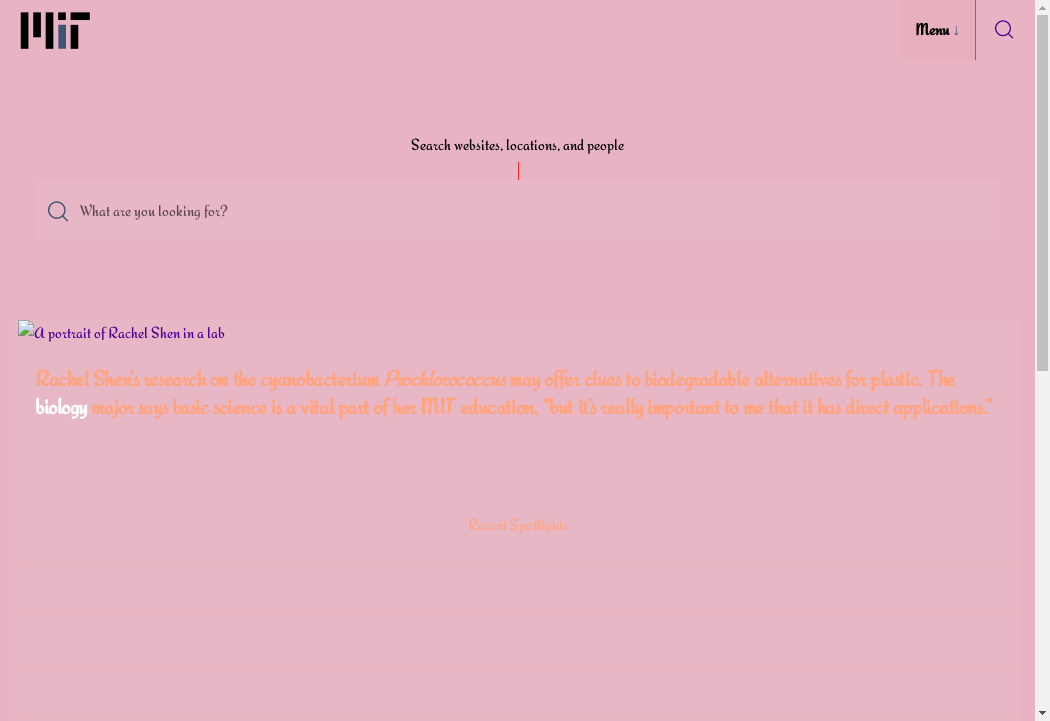 MIT
Menu ↓
Search websites, locations, and people
What are you looking for?
A portrait of Rachel Shen in a lab
Rachel Shen's research on the cyanobacterium Prochlorococcus may offer clues to biodegradable alternatives for plastic. The
biology major says basic science is a vital part of her MIT education, "but it's really important to me that it has direct applications."
Recent Spotlights